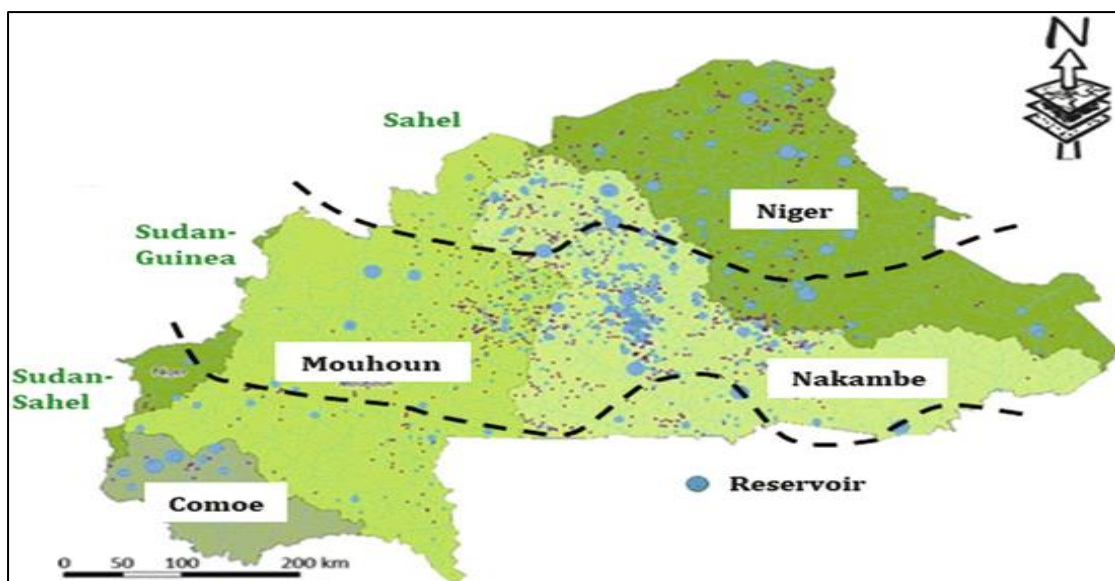 N
Sahel
Niger
Sudan-
Guinea
Mouhoun
Nakambe
Sudan-
Sahel
Reservoir
Comoe
0 50 100 200 km